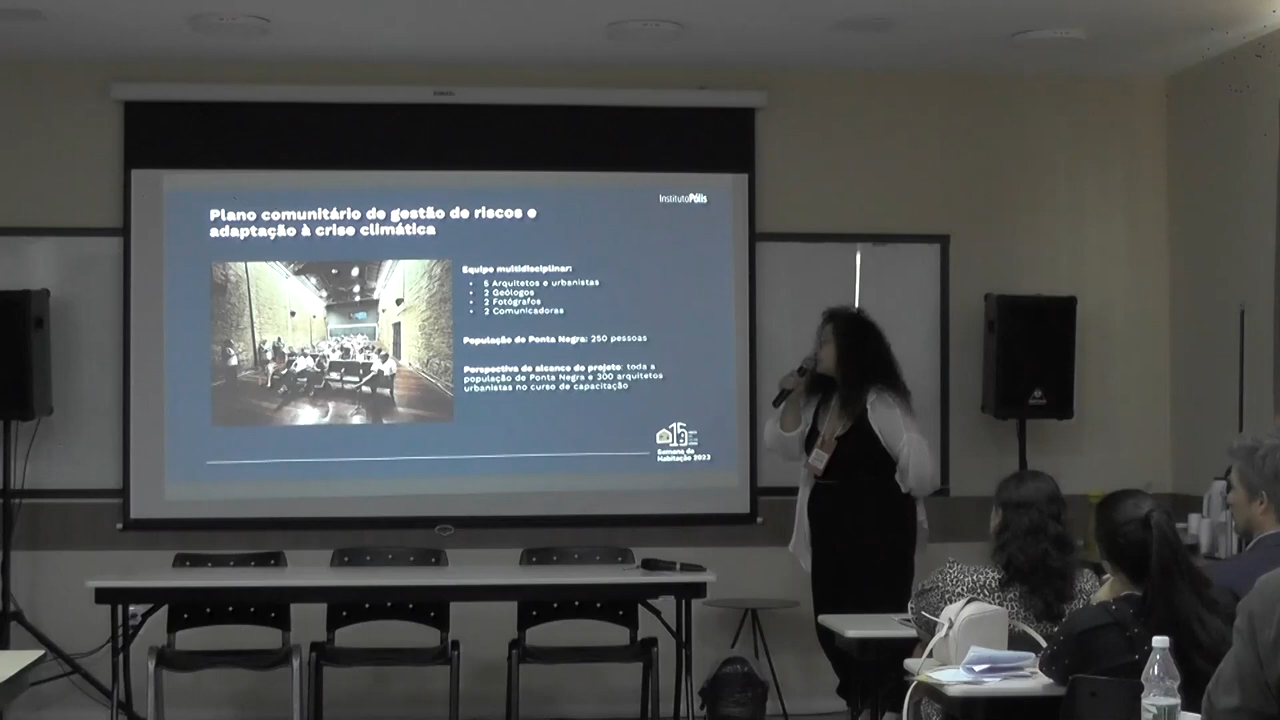 InstitutoPólis
Plano comunitário de gestão de riscos e
adaptação à crise climática
Equipe multidisciplinar:
• 5 Arquitetos e urbanistas
• 2 Geólogos
• 2 Fotógrafos
• 2 Comunicadoras
População de Ponta Negra: 250 pessoas
Perspectiva de alcance do projeto: toda a
população de Ponta Negra e 300 arquitetos
urbanistas no curso de capacitação
15
Semana da
Habitação 2023